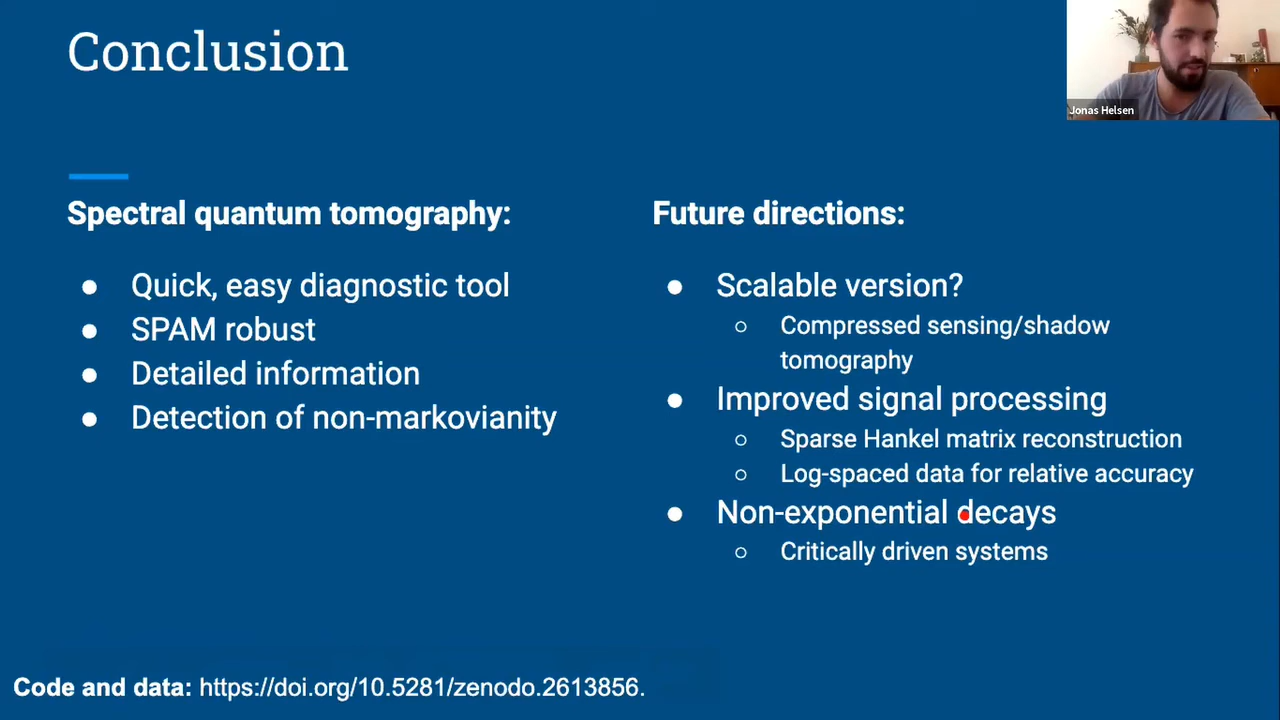 Conclusion
Jonas Helsen
Spectral quantum tomography:
● Quick, easy diagnostic tool
● SPAM robust
● Detailed information
● Detection of non-markovianity
Future directions:
● Scalable version?
○ Compressed sensing/shadow
tomography
● Improved signal processing
○ Sparse Hankel matrix reconstruction
○ Log-spaced data for relative accuracy
● Non-exponential decays
○ Critically driven systems
Code and data: https://doi.org/10.5281/zenodo.2613856.